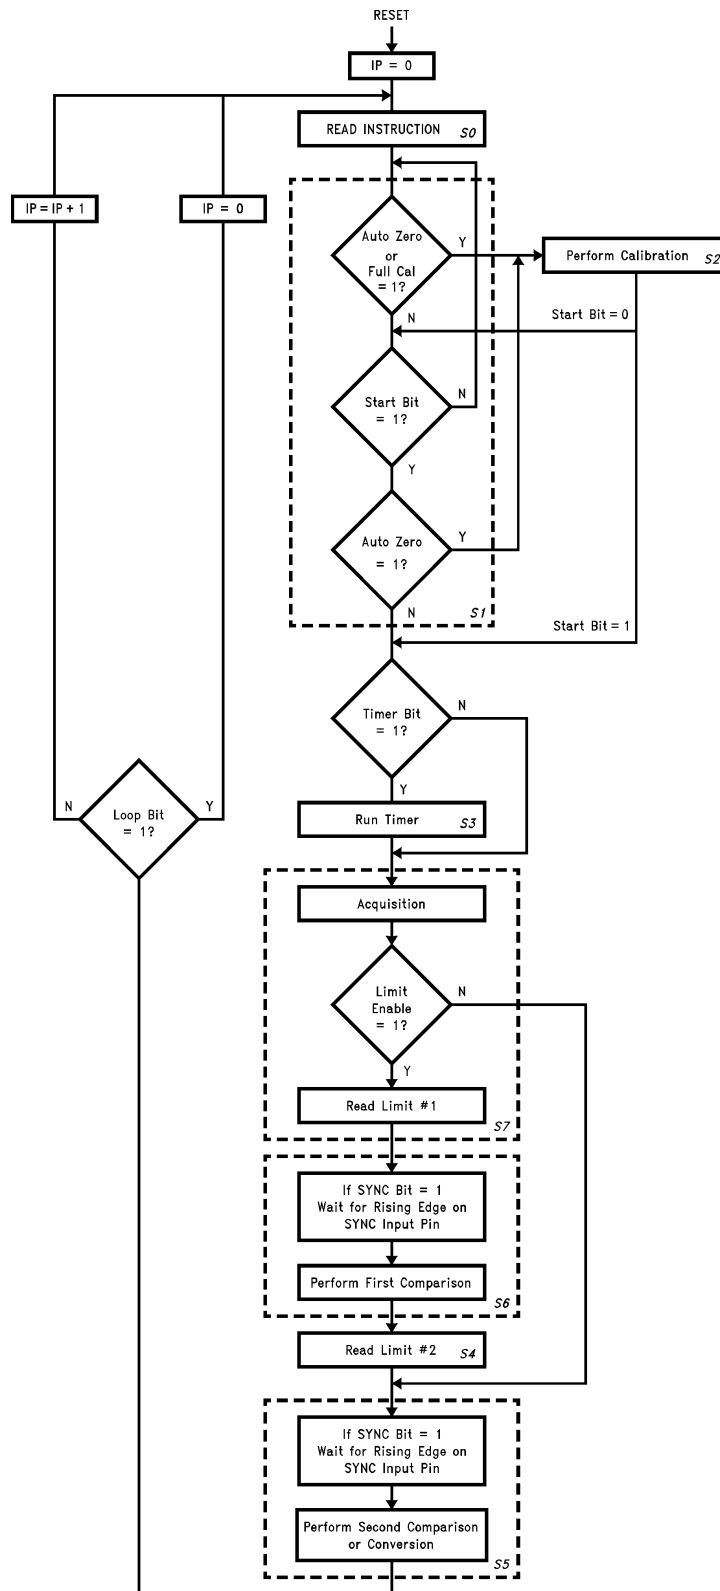 RESET
IP = 0
READ INSTRUCTION
S0
IP = IP + 1
IP = 0
Auto Zero
or
Full Cal
= 1?
Y
Perform Calibration
S2
N
Start Bit = 0
Start Bit
= 1?
N
Y
Auto Zero
= 1?
Y
N
S1
Start Bit = 1
Timer Bit
= 1?
N
Y
Loop Bit
= 1?
N
Y
Run Timer
S3
Acquisition
Limit
Enable
= 1?
N
Y
Read Limit #1
S7
If SYNC Bit = 1
Wait for Rising Edge on
SYNC Input Pin
Perform First Comparison
S6
Read Limit #2
S4
If SYNC Bit = 1
Wait for Rising Edge on
SYNC Input Pin
Perform Second Comparison
or Conversion
S5